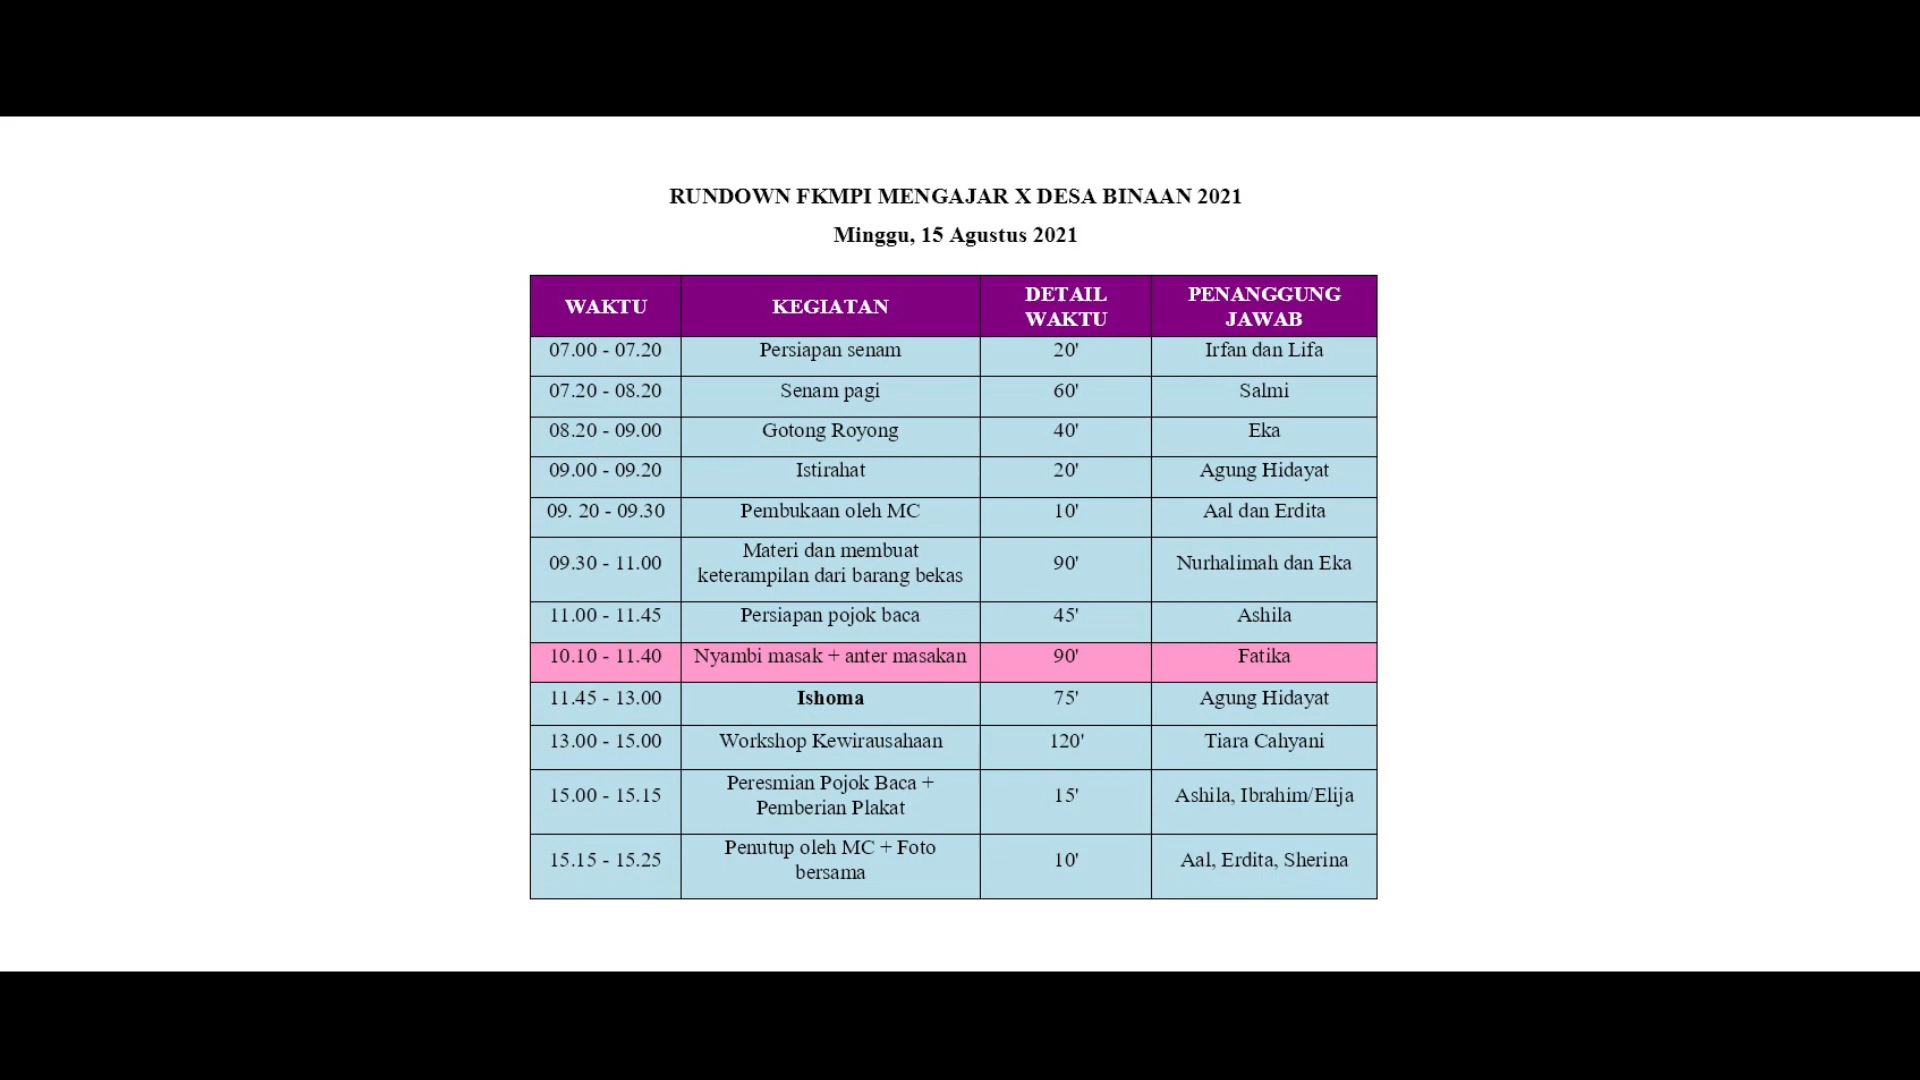 RUNDOWN FKMPI MENGAJAR X DESA BINAAN 2021
Minggu, 15 Agustus 2021
WAKTU KEGIATAN DETAIL WAKTU PENANGGUNG JAWAB
07.00 - 07.20 Persiapan senam 20' Irfan dan Lifa
07.20 - 08.20 Senam pagi 60' Salmi
08.20 - 09.00 Gotong Royong 40' Eka
09.00 - 09.20 Istirahat 20' Agung Hidayat
09. 20 - 09.30 Pembukaan oleh MC 10' Aal dan Erdita
09.30 - 11.00 Materi dan membuat keterampilan dari barang bekas 90' Nurhalimah dan Eka
11.00 - 11.45 Persiapan pojok baca 45' Ashila
10.10 - 11.40 Nyambi masak + anter masakan 90' Fatika
11.45 - 13.00 Ishoma 75' Agung Hidayat
13.00 - 15.00 Workshop Kewirausahaan 120' Tiara Cahyani
15.00 - 15.15 Peresmian Pojok Baca + Pemberian Plakat 15' Ashila, Ibrahim/Elija
15.15 - 15.25 Penutup oleh MC + Foto bersama 10' Aal, Erdita, Sherina